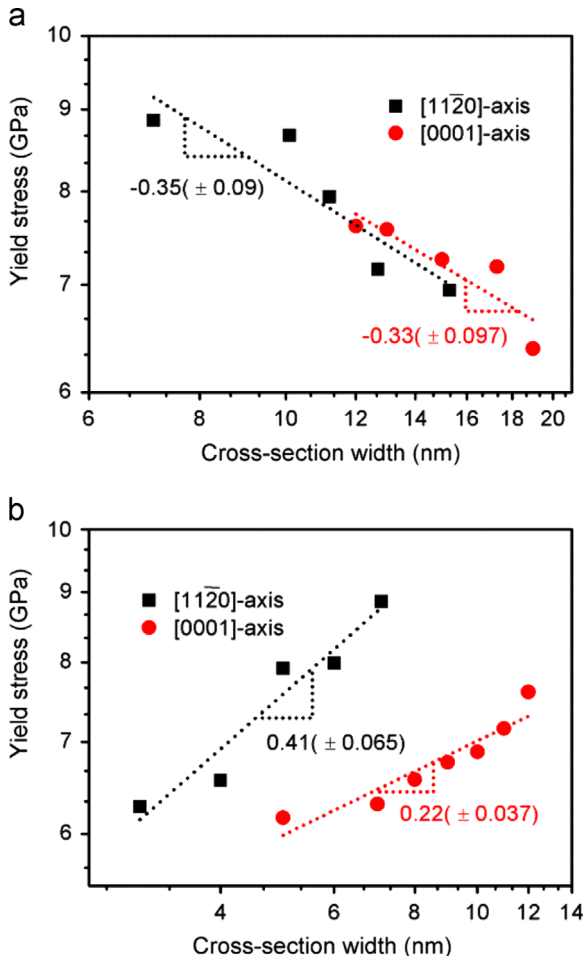 a
10
9
8
7
6
Yield stress (GPa)
[112̅0]-axis
[0001]-axis
-0.35( ± 0.09)
-0.33( ± 0.097)
6
8
10
12
14
16
18
20
Cross-section width (nm)
b
10
9
8
7
6
Yield stress (GPa)
[112̅0]-axis
[0001]-axis
0.41( ± 0.065)
0.22( ± 0.037)
4
6
8
10
12
14
Cross-section width (nm)